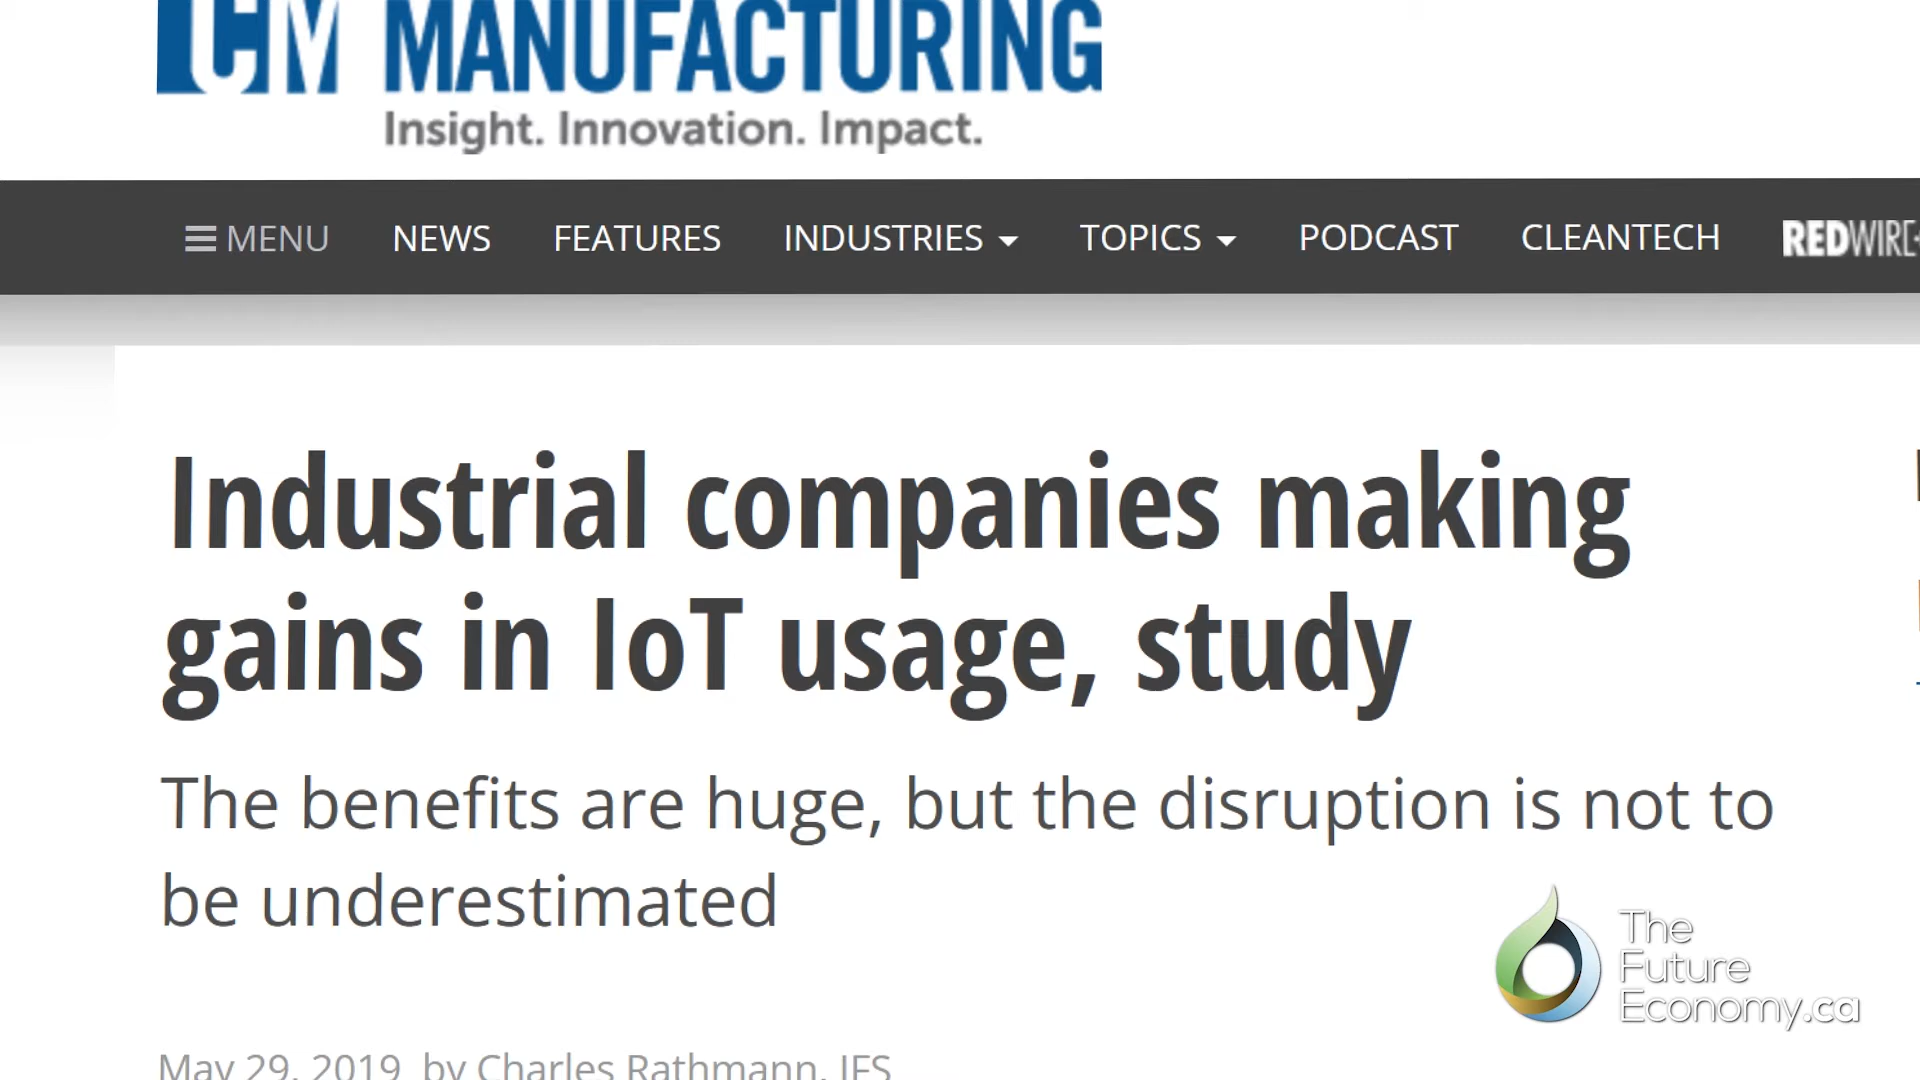 CM MANUFACTURING
Insight. Innovation. Impact.
MENU NEWS FEATURES INDUSTRIES TOPICS PODCAST CLEANTECH REDWIRE
Industrial companies making
gains in IoT usage, study
The benefits are huge, but the disruption is not to
be underestimated
The
Future
Economy.ca
May 29, 2019 by Charles Rathmann, IFS